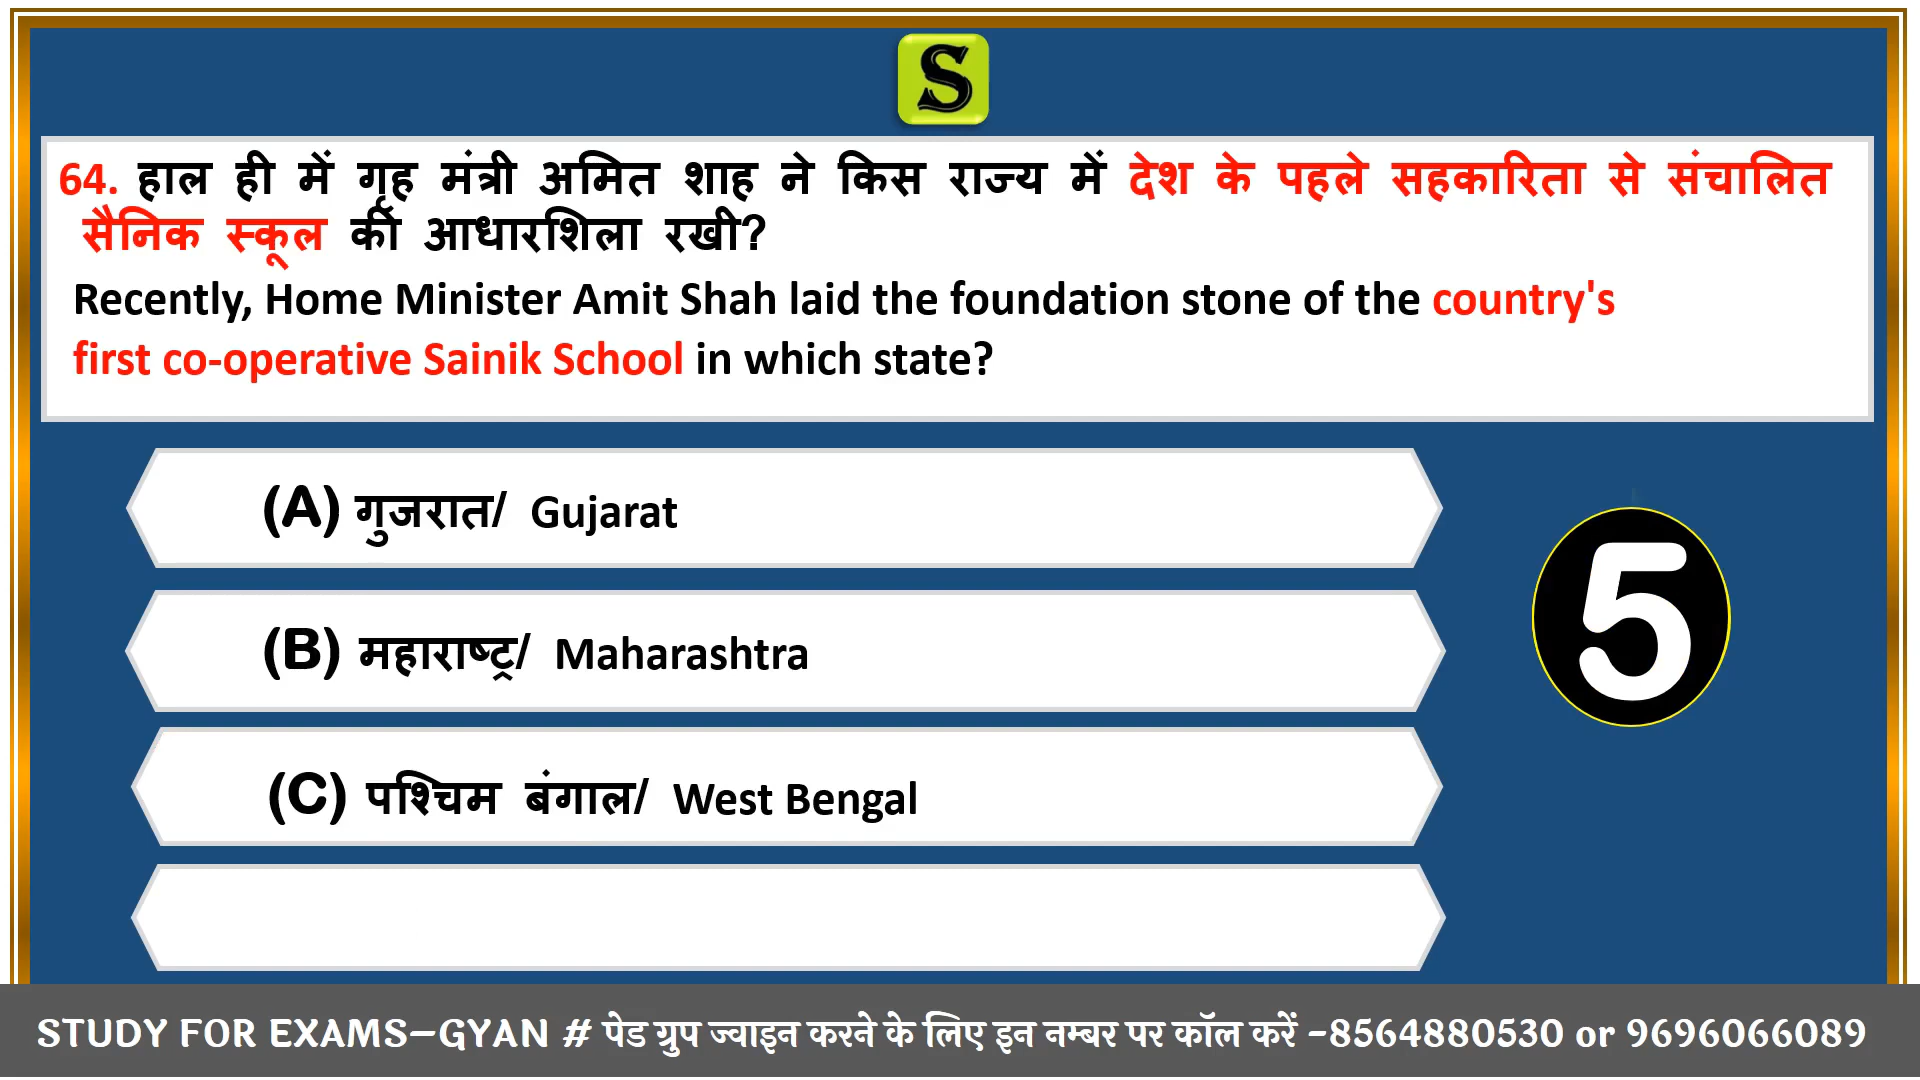 S
64. हाल ही में गृह मंत्री अमित शाह ने किस राज्य में देश के पहले सहकारिता से संचालित
सैनिक स्कूल की आधारशिला रखी?
Recently, Home Minister Amit Shah laid the foundation stone of the country's
first co-operative Sainik School in which state?
(A) गुजरात/ Gujarat
5
(B) महाराष्ट्र/ Maharashtra
(C) पश्चिम बंगाल/ West Bengal
STUDY FOR EXAMS-GYAN # पेड ग्रुप ज्वाइन करने के लिए इन नम्बर पर कॉल करें -8564880530 or 9696066089